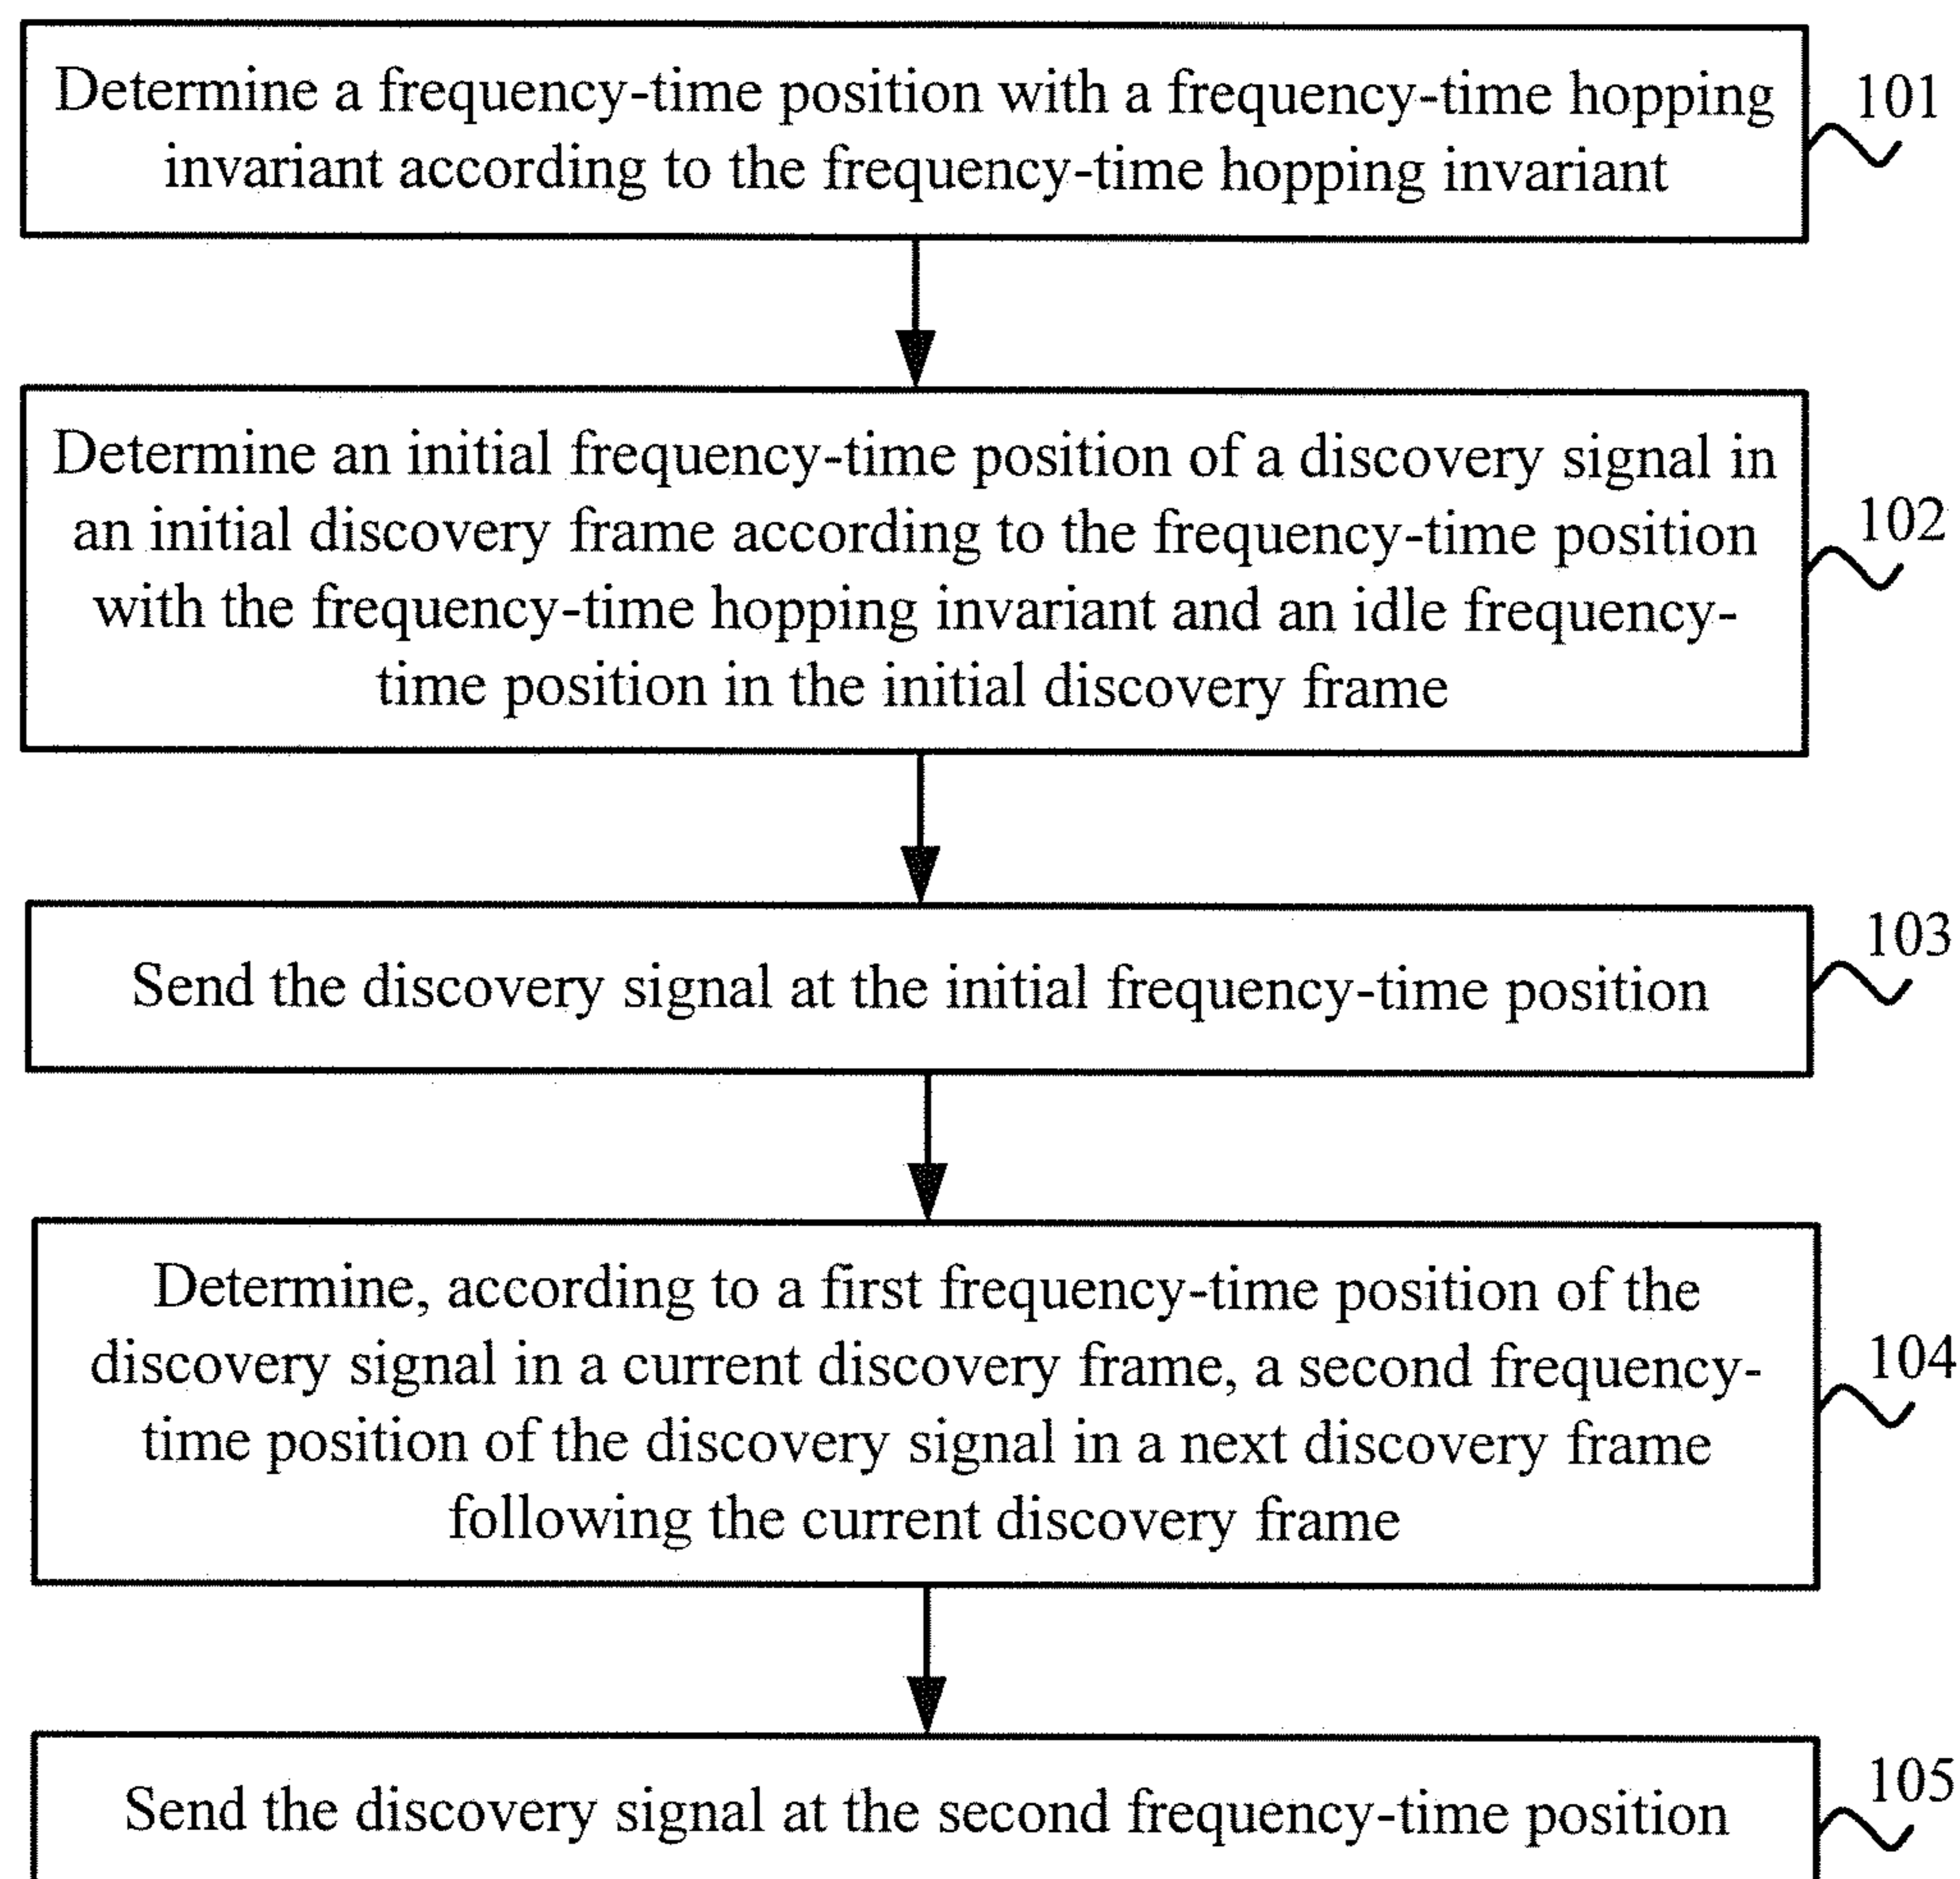 Determine a frequency-time position with a frequency-time hopping
invariant according to the frequency-time hopping invariant
101
Determine an initial frequency-time position of a discovery signal in
an initial discovery frame according to the frequency-time position
with the frequency-time hopping invariant and an idle frequency-
time position in the initial discovery frame
102
Send the discovery signal at the initial frequency-time position
103
Determine, according to a first frequency-time position of the
discovery signal in a current discovery frame, a second frequency-
time position of the discovery signal in a next discovery frame
following the current discovery frame
104
Send the discovery signal at the second frequency-time position
105